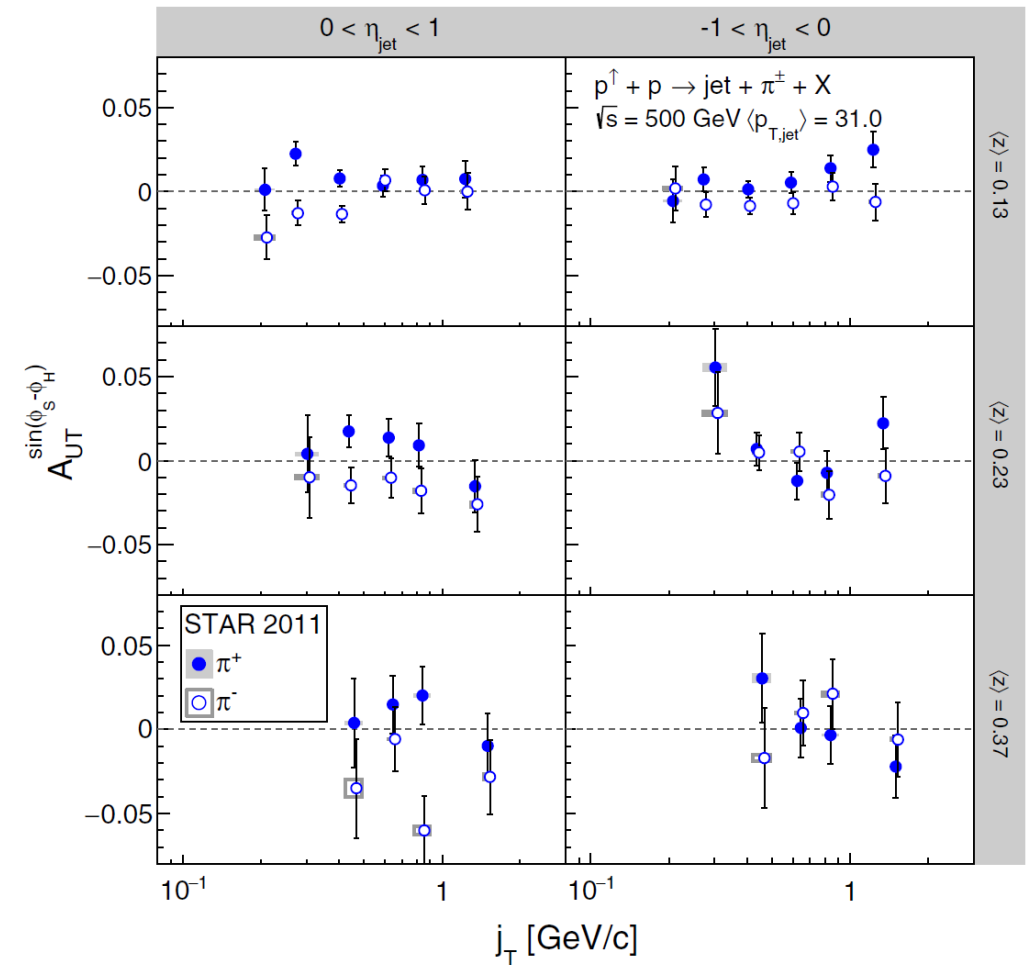 0 < η_jet < 1
-1 < η_jet < 0
p↑ + p → jet + π± + X
√s = 500 GeV ⟨p_T,jet⟩ = 31.0
0.05
0
−0.05
⟨z⟩ = 0.13
A_UT^sin(ϕ_S-ϕ_H)
0.05
0
−0.05
⟨z⟩ = 0.23
STAR 2011
π+
π-
0.05
0
−0.05
⟨z⟩ = 0.37
10⁻¹
1
10⁻¹
1
j_T [GeV/c]